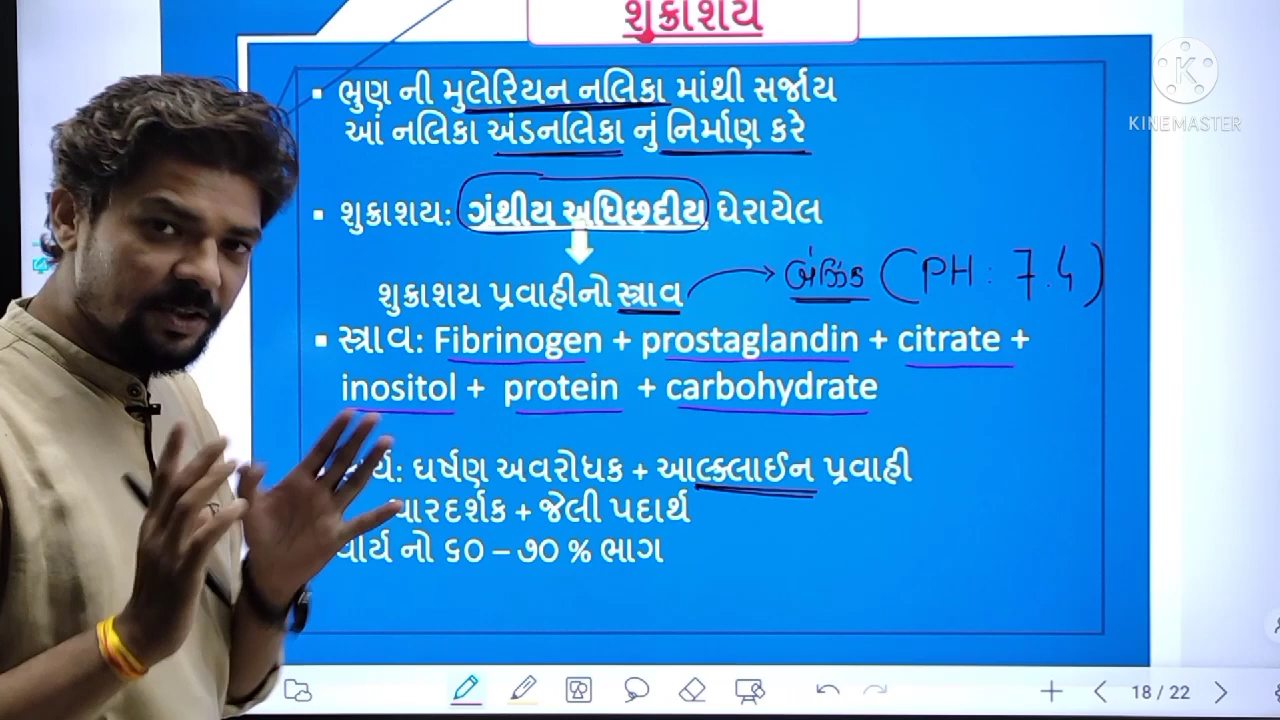 શુક્રાશય
K
KINEMASTER
▪ ભુણ ની મુલેરિયન નલિકા માંથી સર્જાય
આં નલિકા અંડનલિકા નું નિર્માણ કરે
▪ શુક્રાશય: ગંથીય અધિછદીય ઘેરાયેલ
શુક્રાશય પ્રવાહીનો સ્ત્રાવ
(PH: 7.4)
▪ સ્ત્રાવ: Fibrinogen + prostaglandin + citrate +
inositol + protein + carbohydrate
ઘર્ષણ અવરોધક + આલ્ક્લાઈન પ્રવાહી
પારદર્શક + જેલી પદાર્થ
વીર્ય નો ૬૦ – ૭૦ % ભાગ
18 / 22